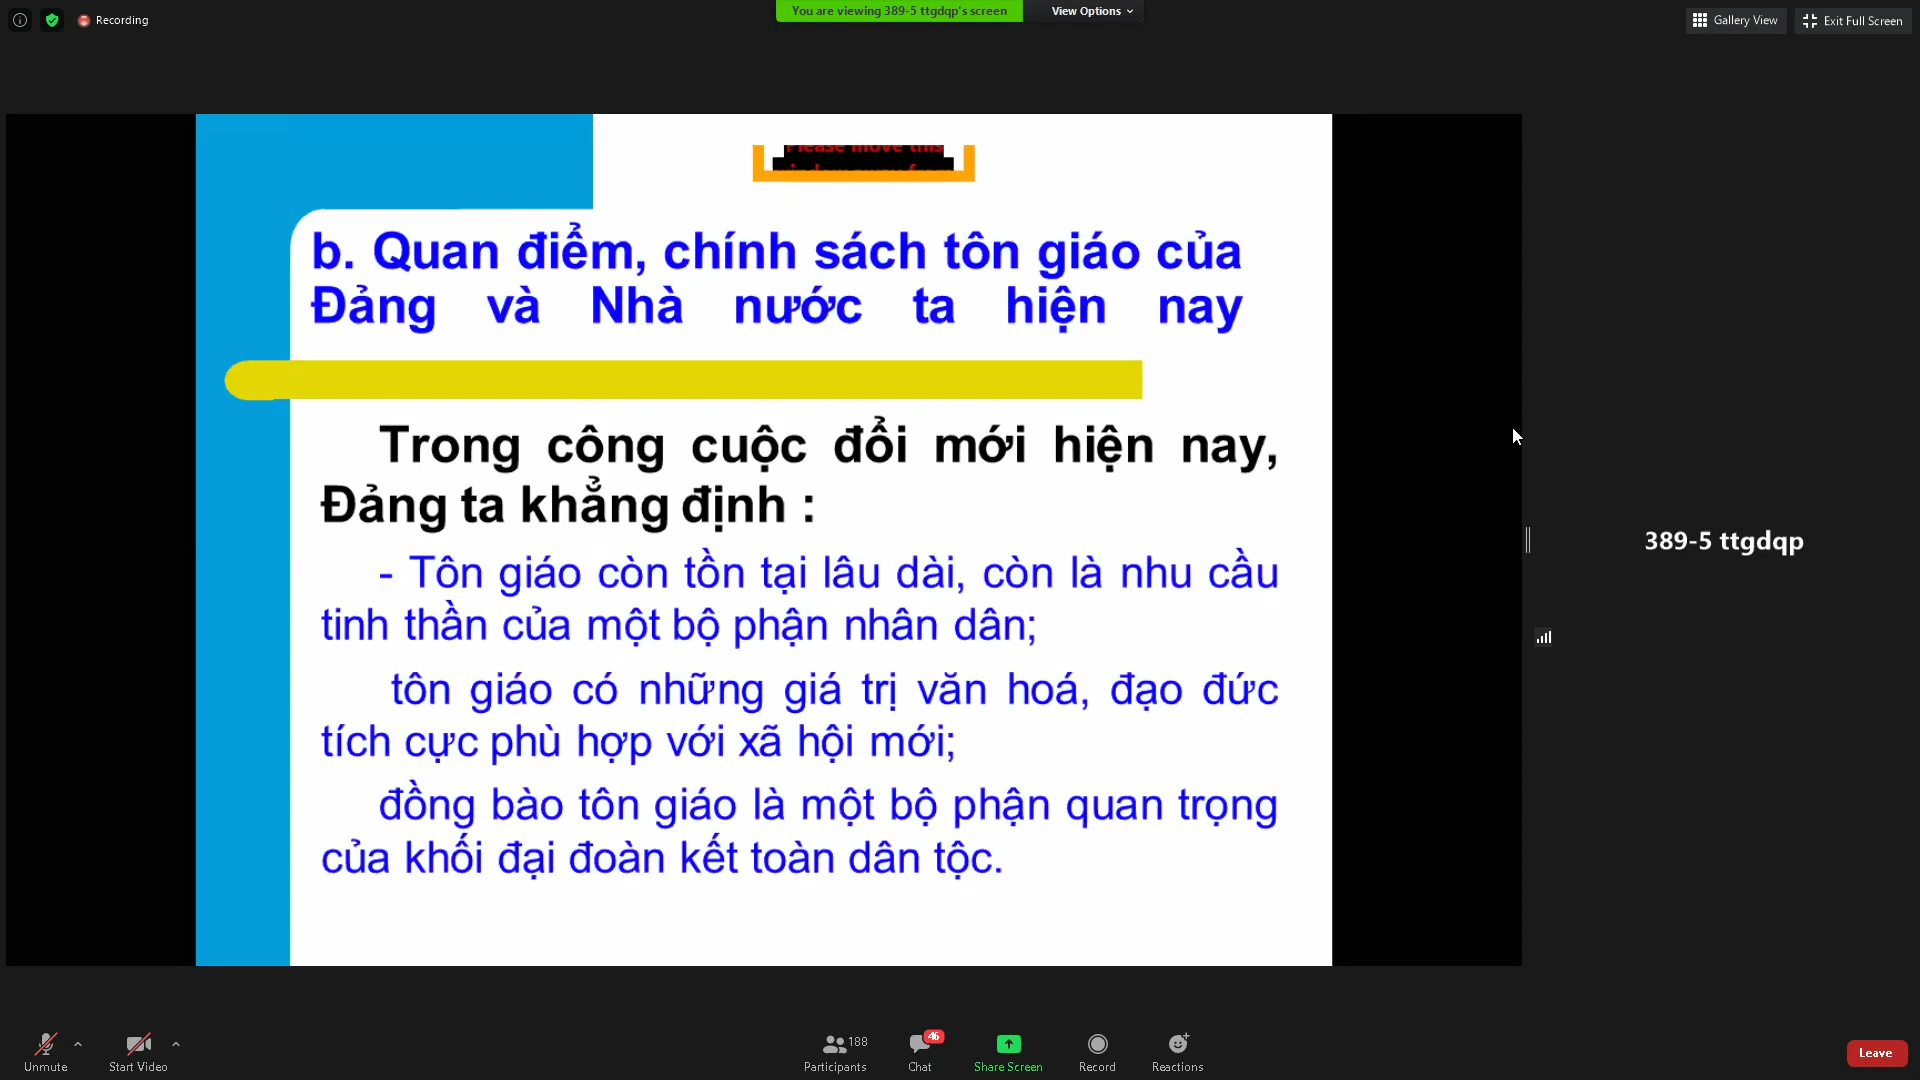 Recording
You are viewing 389-5 ttgdqp's screen
View Options
Gallery View
Exit Full Screen
Please move this
b. Quan điểm, chính sách tôn giáo của
Đảng và Nhà nước ta hiện nay
Trong công cuộc đổi mới hiện nay,
Đảng ta khẳng định :
- Tôn giáo còn tồn tại lâu dài, còn là nhu cầu
tinh thần của một bộ phận nhân dân;
tôn giáo có những giá trị văn hoá, đạo đức
tích cực phù hợp với xã hội mới;
đồng bào tôn giáo là một bộ phận quan trọng
của khối đại đoàn kết toàn dân tộc.
389-5 ttgdqp
Unmute
Start Video
188
Participants
46
Chat
Share Screen
Record
Reactions
Leave